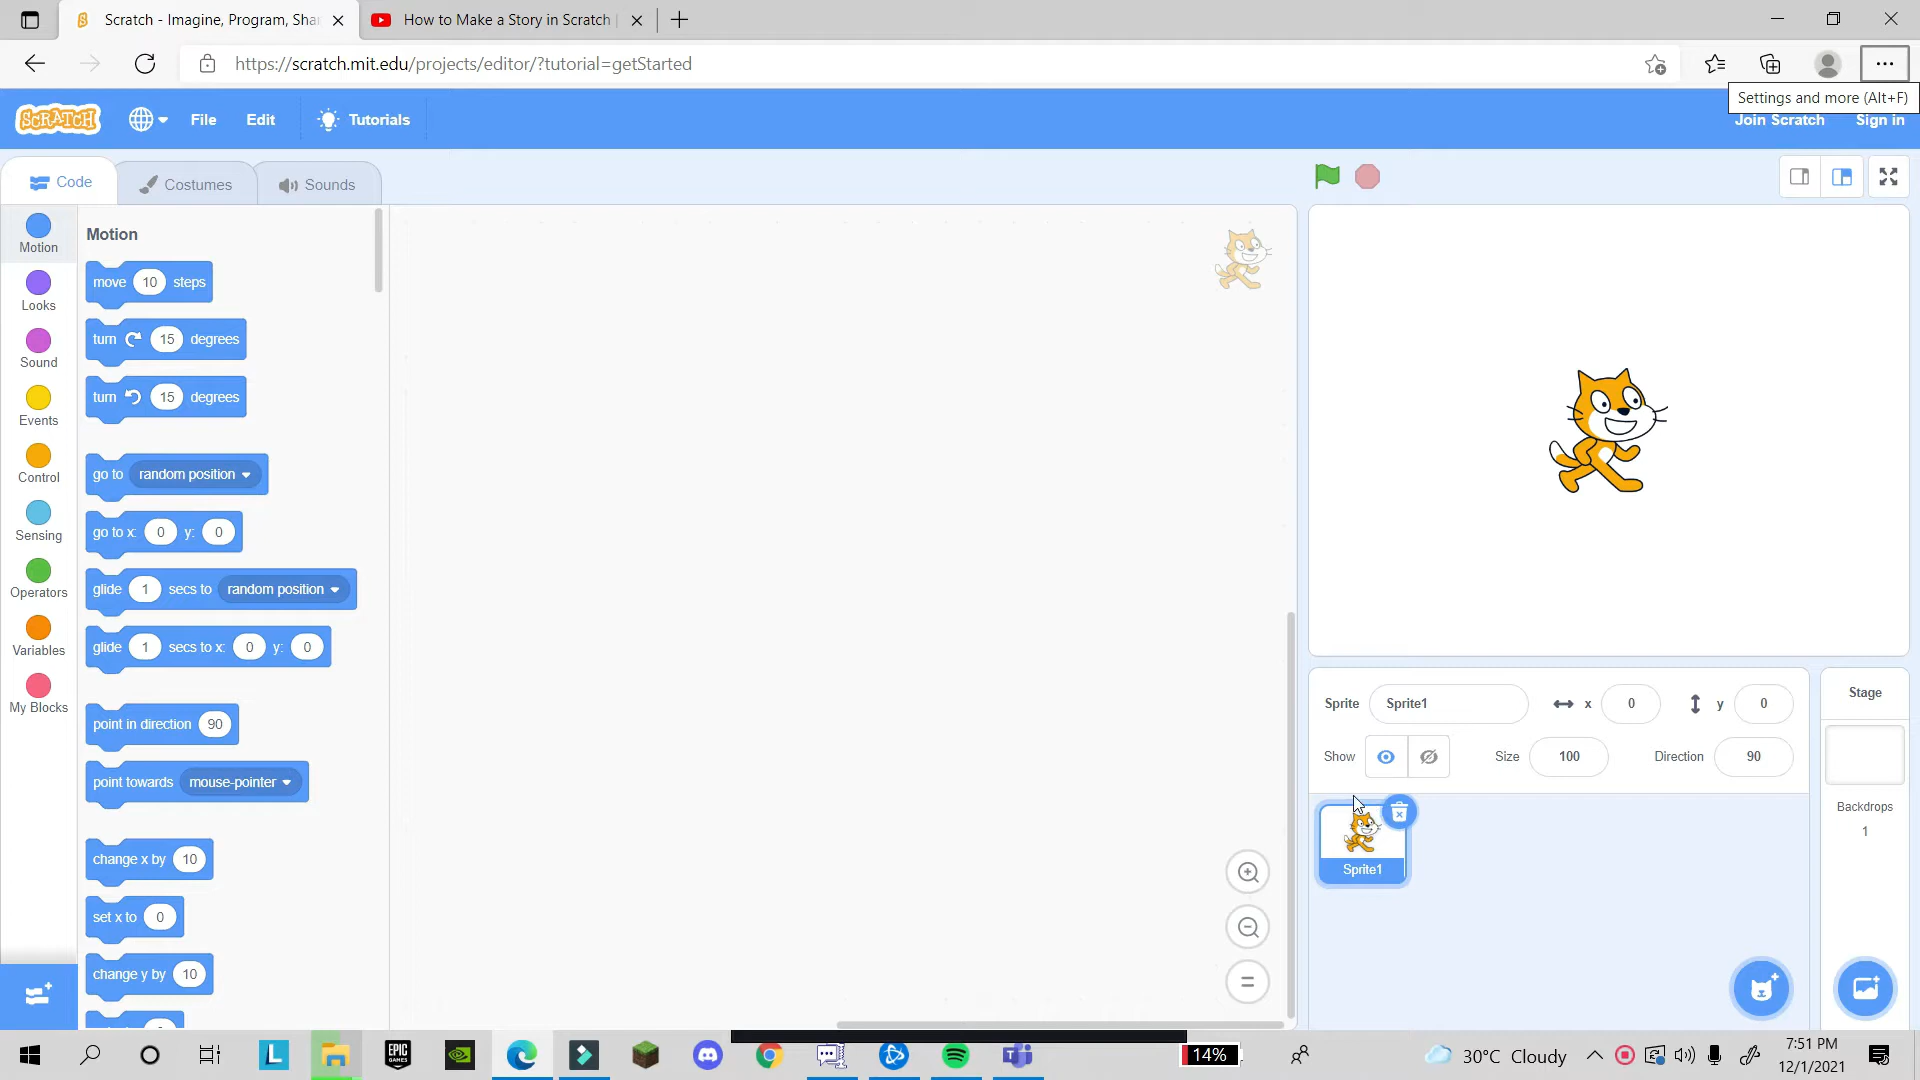 Scratch - Imagine, Program, Sha
How to Make a Story in Scratch
https://scratch.mit.edu/projects/editor/?tutorial=getStarted
Settings and more (Alt+F)
SCRATCH
File
Edit
Tutorials
Join Scratch
Sign in
Code
Costumes
Sounds
Motion
Looks
Sound
Events
Control
Sensing
Operators
Variables
My Blocks
Motion
move 10 steps
turn 15 degrees
turn 15 degrees
go to random position
go to x: 0 y: 0
glide 1 secs to random position
glide 1 secs to x: 0 y: 0
point in direction 90
point towards mouse-pointer
change x by 10
set x to 0
change y by 10
Sprite Sprite1 x 0 y 0
Show Size 100 Direction 90
Sprite1
Stage
Backdrops
1
L
EPIC
GAMES
14%
30°C Cloudy
7:51 PM
12/1/2021